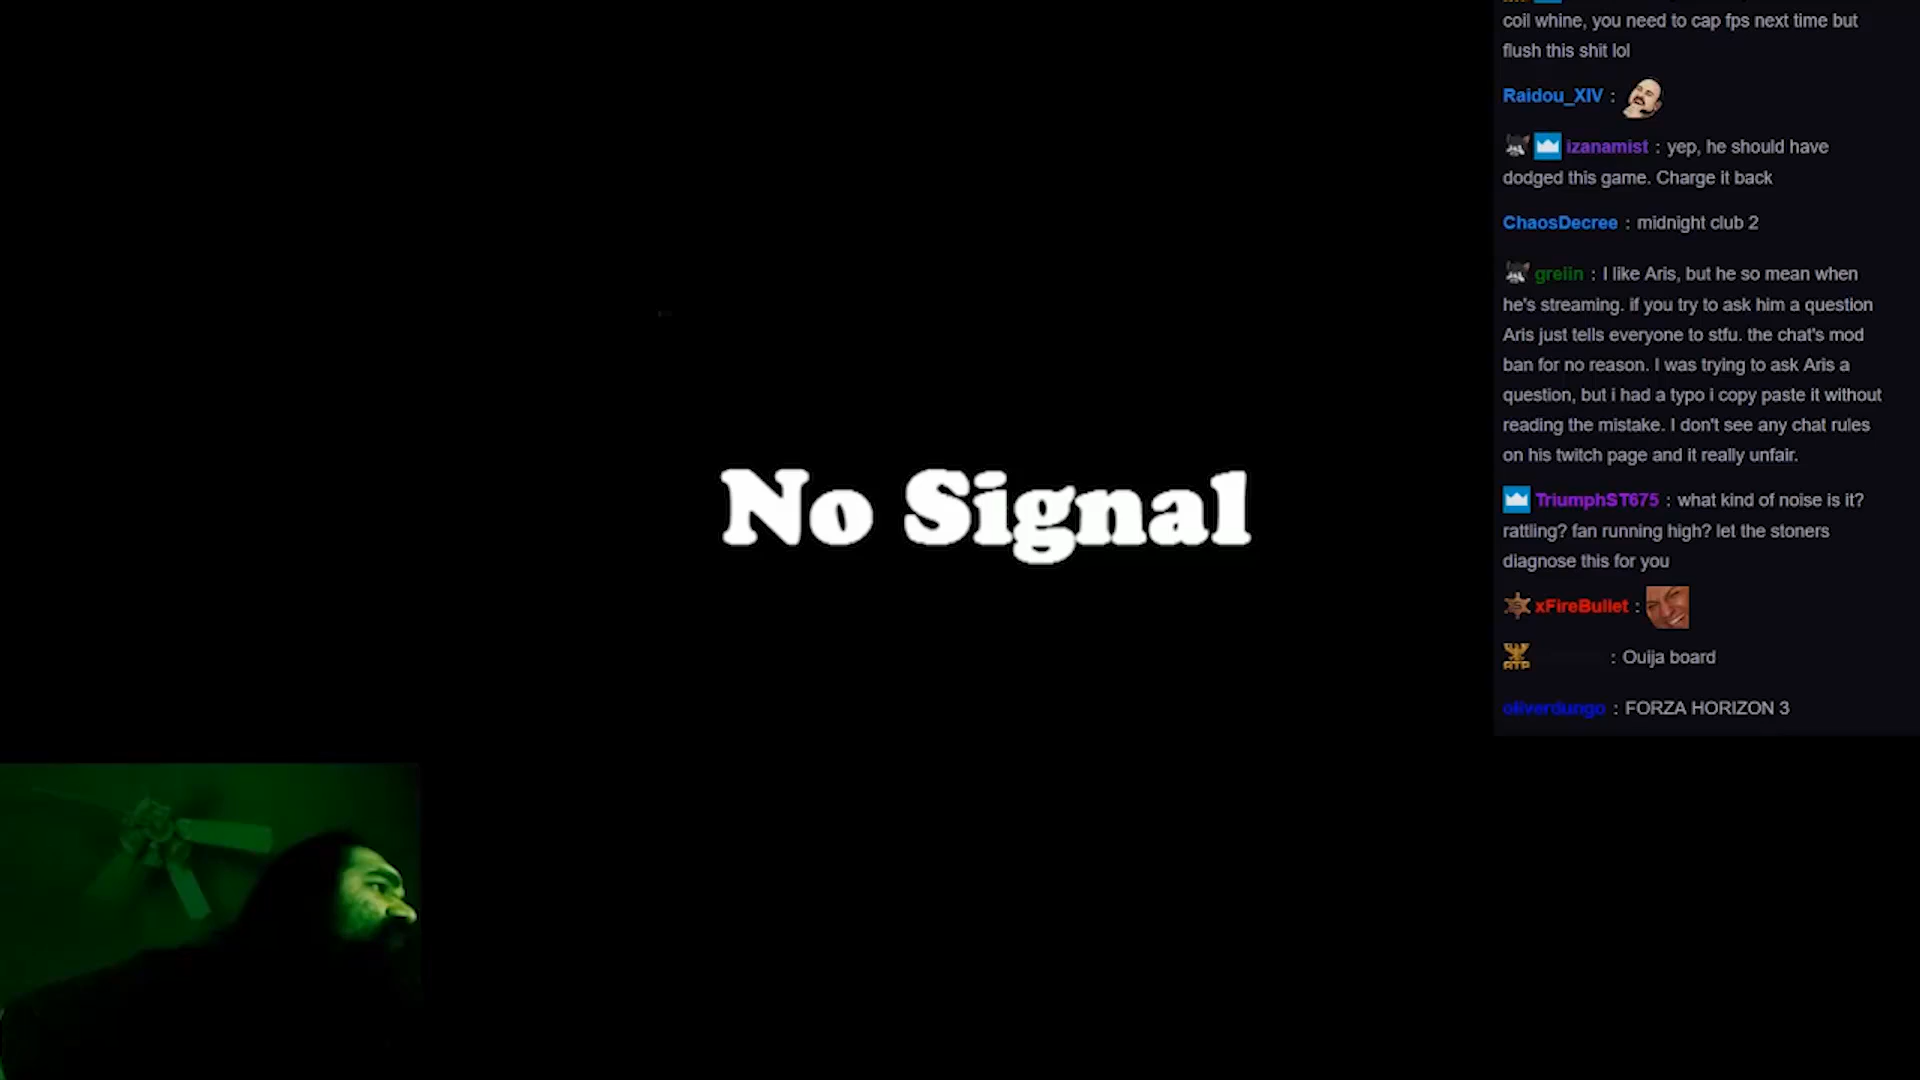 No Signal
coil whine, you need to cap fps next time but
flush this shit lol
Raidou_XIV :
izanamist : yep, he should have
dodged this game. Charge it back
ChaosDecree : midnight club 2
grelin : I like Aris, but he so mean when
he's streaming. if you try to ask him a question
Aris just tells everyone to stfu. the chat's mod
ban for no reason. I was trying to ask Aris a
question, but i had a typo i copy paste it without
reading the mistake. I don't see any chat rules
on his twitch page and it really unfair.
TriumphST675 : what kind of noise is it?
rattling? fan running high? let the stoners
diagnose this for you
xFireBullet :
ATP : Ouija board
oliverdungo : FORZA HORIZON 3